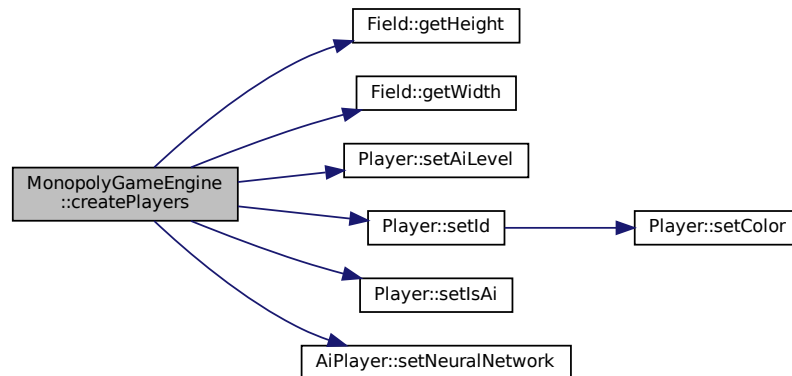 Field::getHeight
Field::getWidth
Player::setAiLevel
MonopolyGameEngine
::createPlayers
Player::setId
Player::setColor
Player::setIsAi
AiPlayer::setNeuralNetwork